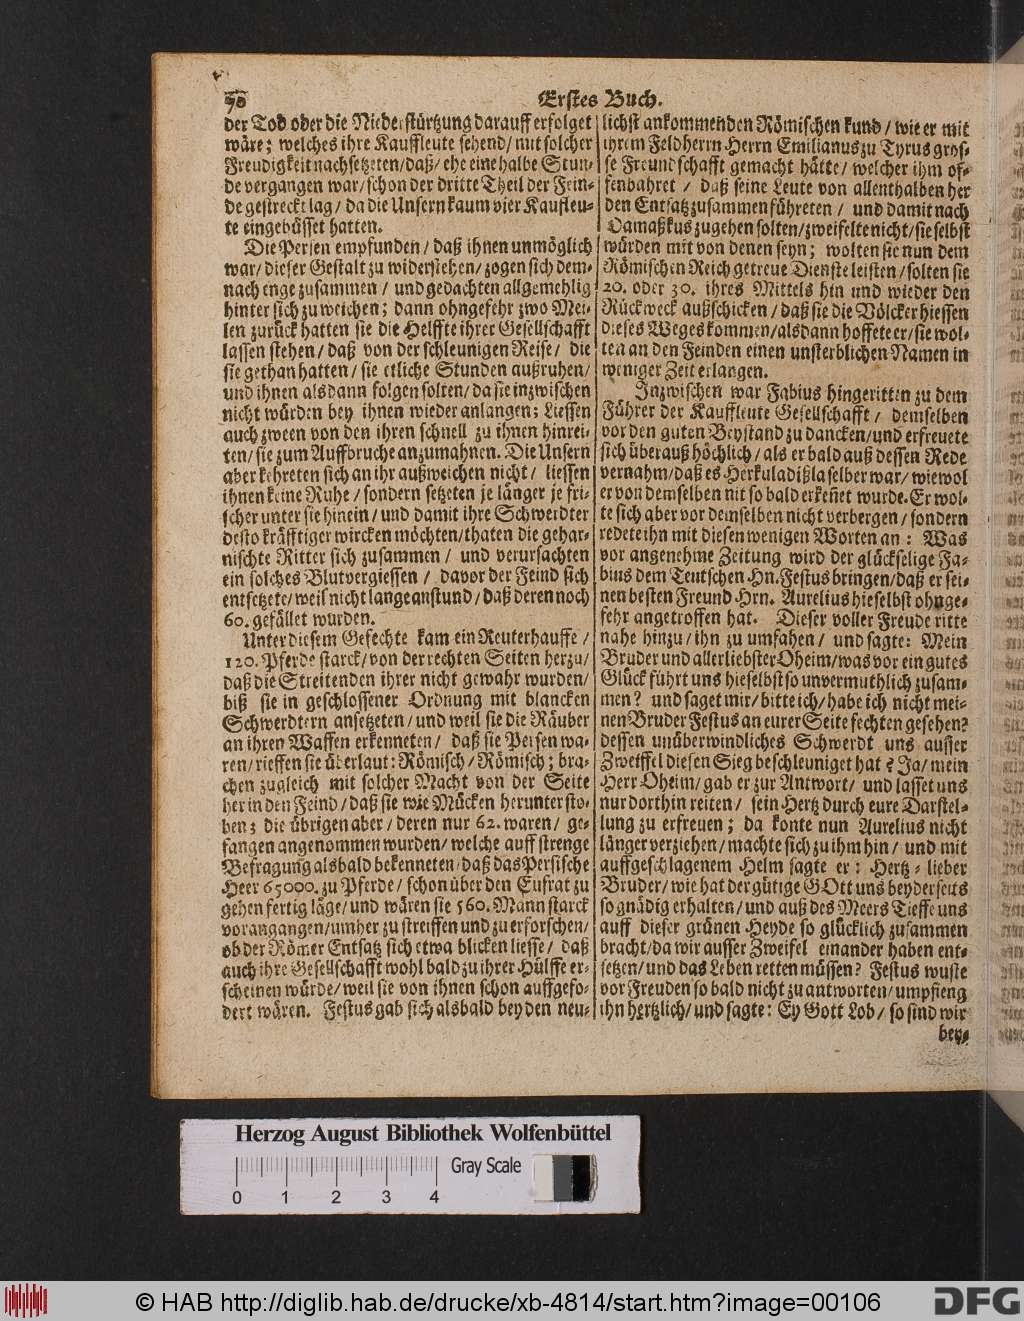 70
Erstes Buch.
der Tod oder die Niederstürtzung darauff erfolget
wäre; welches ihre Kauffleute sehend/ mit solcher
Freudigkeit nachsetzeten/ daß/ ehe eine halbe Stun-
de vergangen war/ schon der dritte Theil der Fein-
de gestreckt lag/ da die Unsern kaum vier Kaufleu-
te eingebüsset hatten.
Die Persen empfunden/ daß ihnen unmöglich
war/ dieser Gestalt zu widerstehen/ zogen sich dem-
nach enge zusammen/ und gedachten allgemehlig
hinter sich zu weichen; dann ohngefehr zwo Mei-
len zurück hatten sie die Helffte ihrer Gesellschafft
lassen stehen/ daß von der schleunigen Reise/ die
sie gethan hatten/ sie etliche Stunden außruhen/
und ihnen alsdann folgen solten/ da sie inzwischen
nicht würden bey ihnen wieder anlangen; Liessen
auch zween von den ihren schnell zu ihnen hinrei-
ten/ sie zum Auffbruche anzumahnen. Die Unsern
aber kehreten sich an ihr außweichen nicht/ liessen
ihnen keine Ruhe/ sondern setzeten je länger je fri-
scher unter sie hinein/ und damit ihre Schwerdter
desto kräfftiger wircken möchten/ thaten die gehar-
nischte Ritter sich zusammen/ und verursachten
ein solches Blutvergiessen/ davor der Feind sich
entsetzete/ weil nicht lange anstund/ daß deren noch
60. gefället wurden.
Unter diesem Gefechte kam ein Reuterhauffe/
120. Pferde starck/ von der rechten Seiten herzu/
daß die Streitenden ihrer nicht gewahr wurden/
biß sie in geschlossener Ordnung mit blancken
Schwerdtern ansetzeten/ und weil sie die Räuber
an ihren Waffen erkenneten/ daß sie Persen wa-
ren/ rieffen sie überlaut: Römisch/ Römisch; bra-
chen zugleich mit solcher Macht von der Seite
her in den Feind/ daß sie wie Mücken herunter sto-
ben; die übrigen aber/ deren nur 62. waren/ ge-
fangen angenommen wurden/ welche auff strenge
Befragung alsbald bekenneten/ daß das Persische
Heer 65000. zu Pferde/ schon über den Eufrat zu
gehen fertig läge/ und wären sie 560. Mann starck
vorangangen/ umher zu streiffen und zu erforschen/
ob der Römer Entsatz sich etwa blicken liesse/ daß
auch ihre Gesellschafft wohl bald zu ihrer Hülffe er-
scheinen würde/ weil sie von ihnen schon auffgefo-
dert wären. Festus gab sich alsbald bey den neu-
lichst ankommenden Römischen kund/ wie er mit
ihrem Feldherrn Herrn Emilianus zu Tyrus gros-
se Freundschafft gemacht hätte/ welcher ihm of-
fenbahret/ daß seine Leute von allenthalben her
den Entsatz zusammen führeten/ und damit nach
Damaßkus zugehen solten/ zweifelte nicht/ sie selbst
würden mit von denen seyn; wolten sie nun dem
Römischen Reich getreue Dienste leisten/ solten sie
20. oder 30. ihres Mittels hin und wieder den
Rückweck außschicken/ daß sie die Völcker hiessen
dieses Weges kommen/ alsdann hoffete er/ sie wol-
ten an den Feinden einen unsterblichen Namen in
weniger Zeit erlangen.
Inzwischen war Fabius hingeritten zu dem
Führer der Kauffleute Gesellschafft/ demselben
vor den guten Beystand zu dancken/ und erfreuete
sich überauß höchlich/ als er bald auß dessen Rede
vernahm/ daß es Herkuladißla selber war/ wiewol
er von demselben nit so bald erkeñet wurde. Er wol-
te sich aber vor demselben nicht verbergen/ sondern
redete ihn mit diesen wenigen Worten an: Was
vor angenehme Zeitung wird der glückselige Fa-
bius dem Teutschen Hn. Festus bringen/ daß er sei-
nen besten Freund Hrn. Aurelius hieselbst ohnge-
fehr angetroffen hat. Dieser voller Freude ritte
nahe hinzu/ ihn zu umfahen/ und sagte: Mein
Bruder und allerliebster Oheim/ was vor ein gutes
Glück führt uns hieselbst so unvermuthlich zusam-
men? und saget mir/ bitte ich/ habe ich nicht mei-
nen Bruder Festus an eurer Seite fechten gesehen?
dessen unüberwindliches Schwerdt uns ausser
Zweiffel diesen Sieg beschleuniget hat? Ja/ mein
Herr Oheim/ gab er zur Antwort/ und lasset uns
nur dorthin reiten/ sein Hertz durch eure Darstel-
lung zu erfreuen; da konte nun Aurelius nicht
länger verziehen/ machte sich zu ihm hin/ und mit
auffgeschlagenem Helm sagte er: Hertz-lieber
Bruder/ wie hat der gütige GOtt uns beyderseits
so gnädig erhalten/ und auß des Meers Tieffe uns
auff dieser grünen Heyde so glücklich zusammen
bracht/ da wir ausser Zweifel einander haben ent-
setzen/ und das Leben retten müssen? Festus wuste
vor Freuden so bald nicht zu antworten/ umpfieng
ihn hertzlich/ und sagte: Ey Gott Lob/ so sind wir
bey-
Herzog August Bibliothek Wolfenbüttel
Gray Scale
0 1 2 3 4
© HAB http://diglib.hab.de/drucke/xb-4814/start.htm?image=00106
DFG